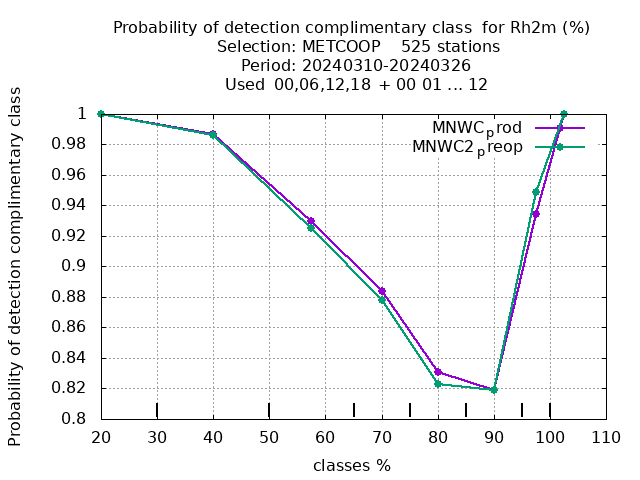 Probability of detection complimentary class  for Rh2m (%)
Selection: METCOOP    525 stations
Period: 20240310-20240326
Used  00,06,12,18  + 00 01 ... 12
Probability of detection complimentary class
1
0.98
0.96
0.94
0.92
0.9
0.88
0.86
0.84
0.82
0.8
MNWCprod
MNWC2preop
20 30 40 50 60 70 80 90 100 110
classes %